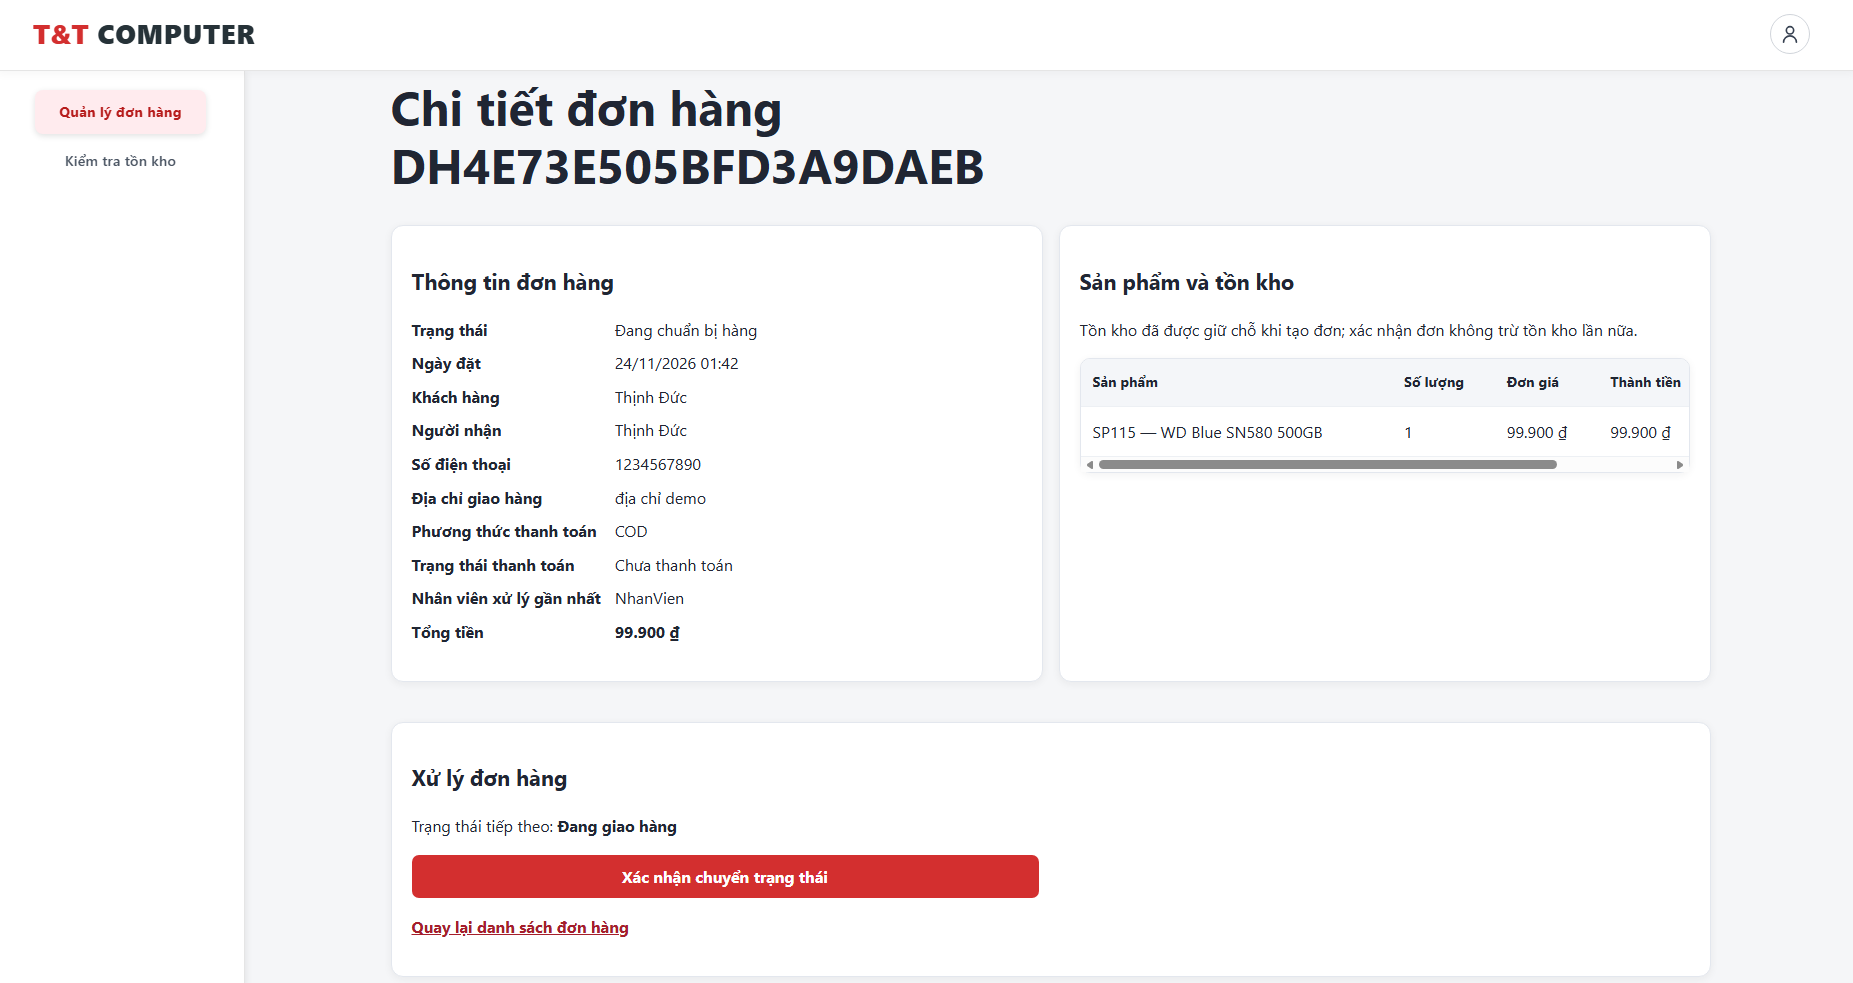 T&T COMPUTER
Quản lý đơn hàng
Kiểm tra tồn kho
Chi tiết đơn hàng
DH4E73E505BFD3A9DAEB
Thông tin đơn hàng
Trạng thái Đang chuẩn bị hàng
Ngày đặt 24/11/2026 01:42
Khách hàng Thịnh Đức
Người nhận Thịnh Đức
Số điện thoại 1234567890
Địa chỉ giao hàng địa chỉ demo
Phương thức thanh toán COD
Trạng thái thanh toán Chưa thanh toán
Nhân viên xử lý gần nhất NhanVien
Tổng tiền 99.900 ₫
Sản phẩm và tồn kho
Tồn kho đã được giữ chỗ khi tạo đơn; xác nhận đơn không trừ tồn kho lần nữa.
Sản phẩm Số lượng Đơn giá Thành tiền
SP115 — WD Blue SN580 500GB 1 99.900 ₫ 99.900 ₫
Xử lý đơn hàng
Trạng thái tiếp theo: Đang giao hàng
Xác nhận chuyển trạng thái
Quay lại danh sách đơn hàng